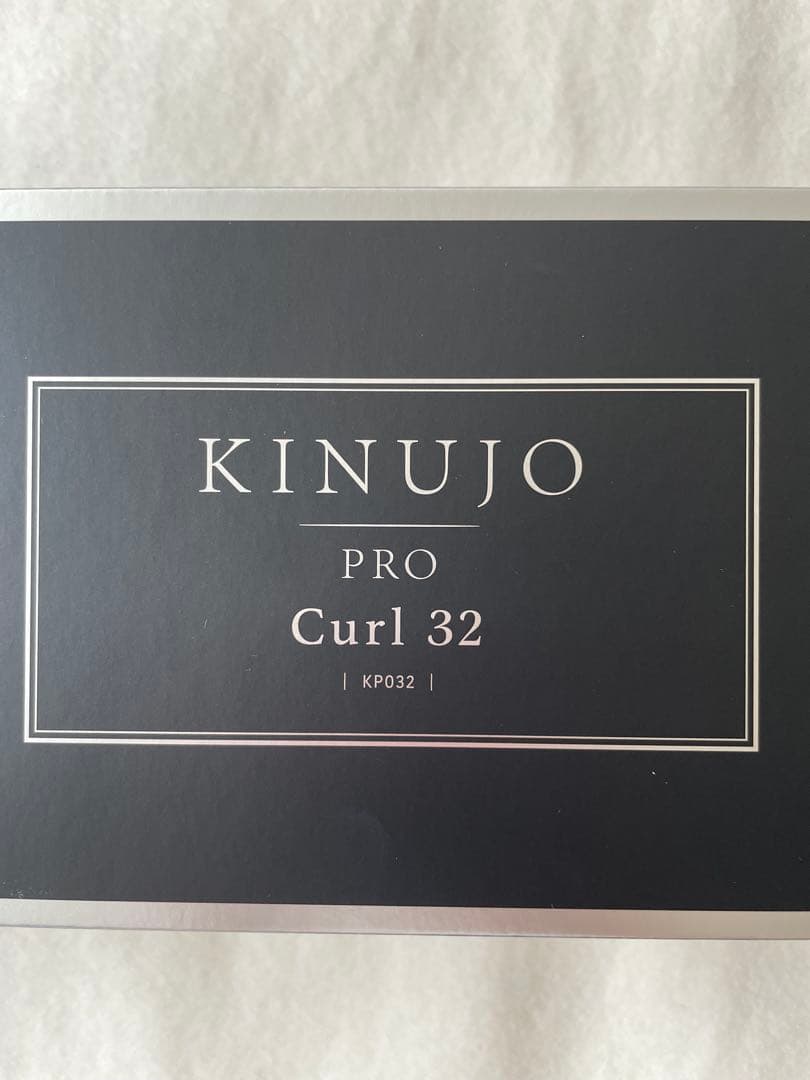 KINUJO
PRO
Curl 32
| KP032 |